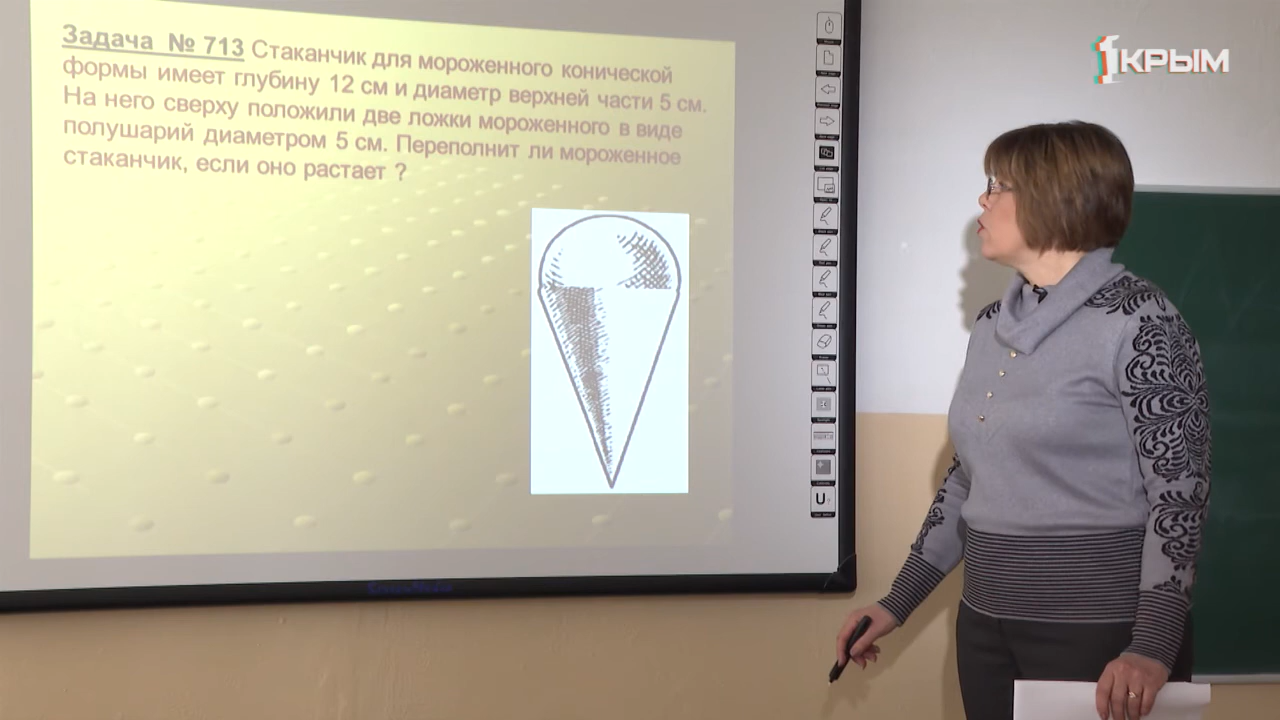 Задача № 713 Стаканчик для мороженного конической
формы имеет глубину 12 см и диаметр верхней части 5 см.
На него сверху положили две ложки мороженного в виде
полушарий диаметром 5 см. Переполнит ли мороженное
стаканчик, если оно растает ?
1КРЫМ